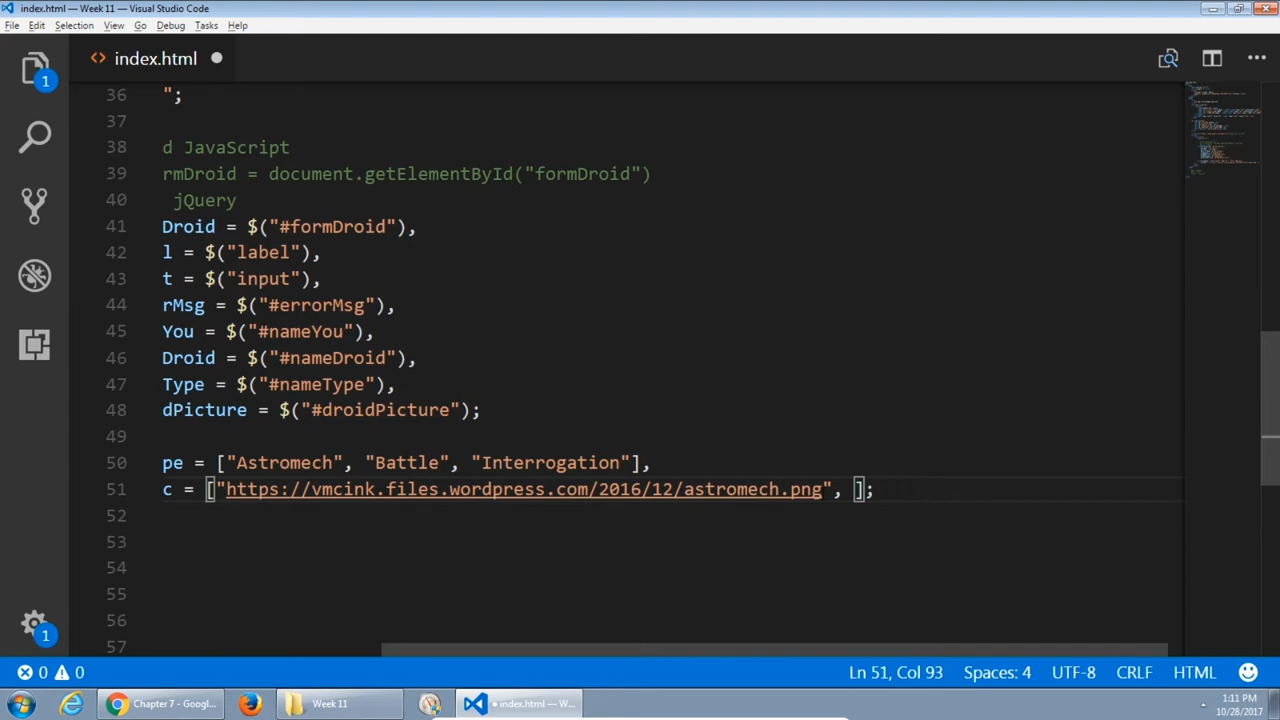 index.html — Week 11 — Visual Studio Code
File Edit Selection View Go Debug Tasks Help
<> index.html
1
36 ";
37
38 d JavaScript
39 rmDroid = document.getElementById("formDroid")
40 jQuery
41 Droid = $("#formDroid"),
42 l = $("label"),
43 t = $("input"),
44 rMsg = $("#errorMsg"),
45 You = $("#nameYou"),
46 Droid = $("#nameDroid"),
47 Type = $("#nameType"),
48 dPicture = $("#droidPicture");
49
50 pe = ["Astromech", "Battle", "Interrogation"],
51 c = ["https://vmcink.files.wordpress.com/2016/12/astromech.png", ];
52
53
54
55
56
57
1
0 0 Ln 51, Col 93 Spaces: 4 UTF-8 CRLF HTML
Chapter 7 - Googl... Week 11 • index.html — W... 1:11 PM
10/28/2017